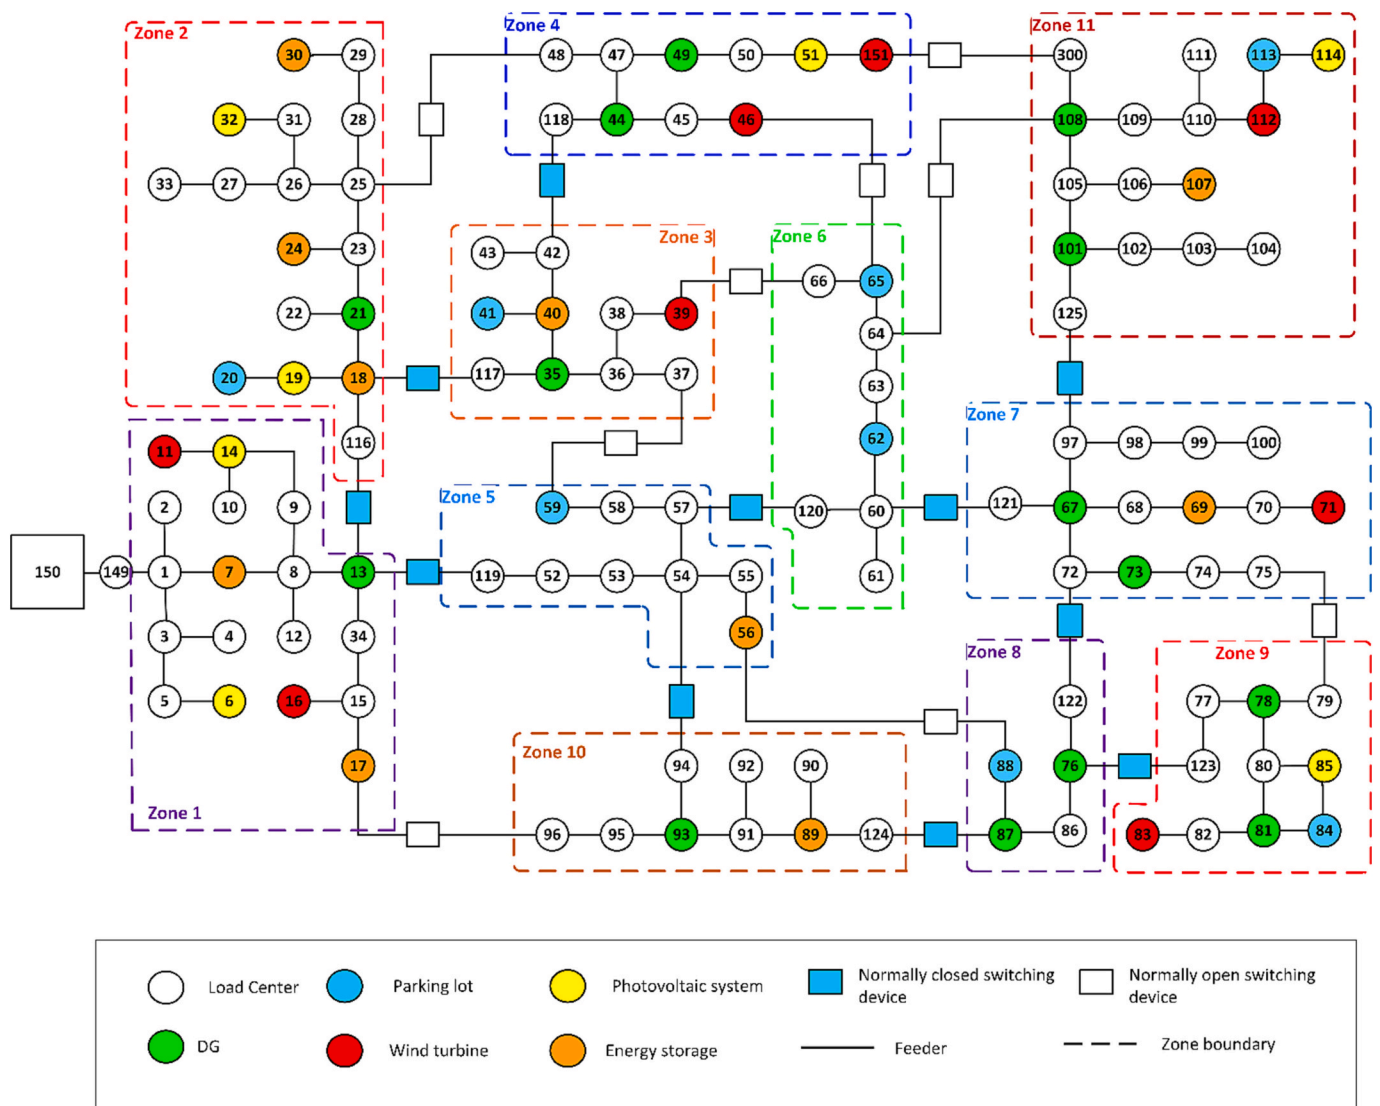 Zone 2
Zone 4
Zone 11
30 29 48 47 49 50 51 151 300 111 113 114
32 31 28 118 44 45 46 108 109 110 112
33 27 26 25 105 106 107
Zone 3
Zone 6
24 23 43 42 101 102 103 104
66 65
22 21 41 40 38 39 64 125
20 19 18 117 35 36 37 63
Zone 7
116 62 97 98 99 100
11 14
Zone 5
2 10 9 59 58 57 120 60 121 67 68 69 70 71
150 149 1 7 8 13 119 52 53 54 55 61 72 73 74 75
3 4 12 34 56
Zone 8
Zone 9
5 6 16 15 122 77 78 79
Zone 10
17 94 92 90 88 76 123 80 85
Zone 1
96 95 93 91 89 124 87 86 83 82 81 84
Load Center
Parking lot
Photovoltaic system
Normally closed switching
device
Normally open switching
device
DG
Wind turbine
Energy storage
Feeder
Zone boundary